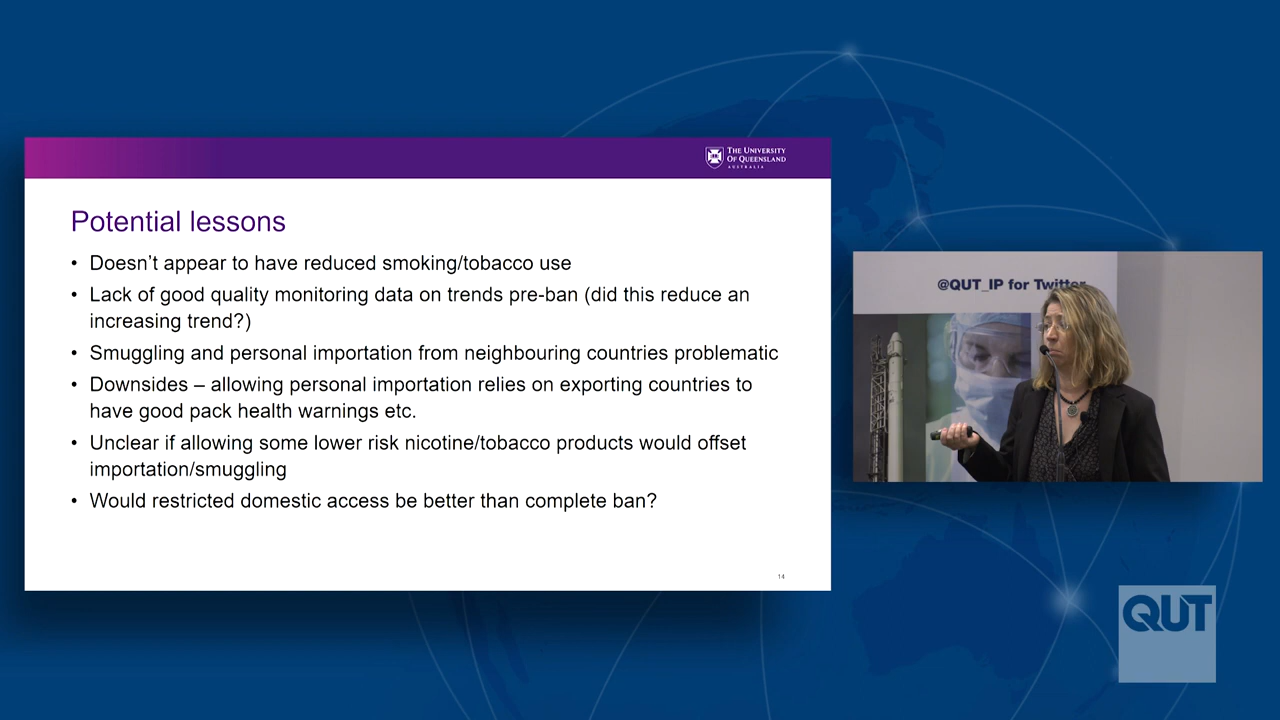 THE UNIVERSITY
OF QUEENSLAND
AUSTRALIA
Potential lessons
• Doesn’t appear to have reduced smoking/tobacco use
• Lack of good quality monitoring data on trends pre-ban (did this reduce an
increasing trend?)
• Smuggling and personal importation from neighbouring countries problematic
• Downsides – allowing personal importation relies on exporting countries to
have good pack health warnings etc.
• Unclear if allowing some lower risk nicotine/tobacco products would offset
importation/smuggling
• Would restricted domestic access be better than complete ban?
14
@QUT_IP for Twitter
QUT